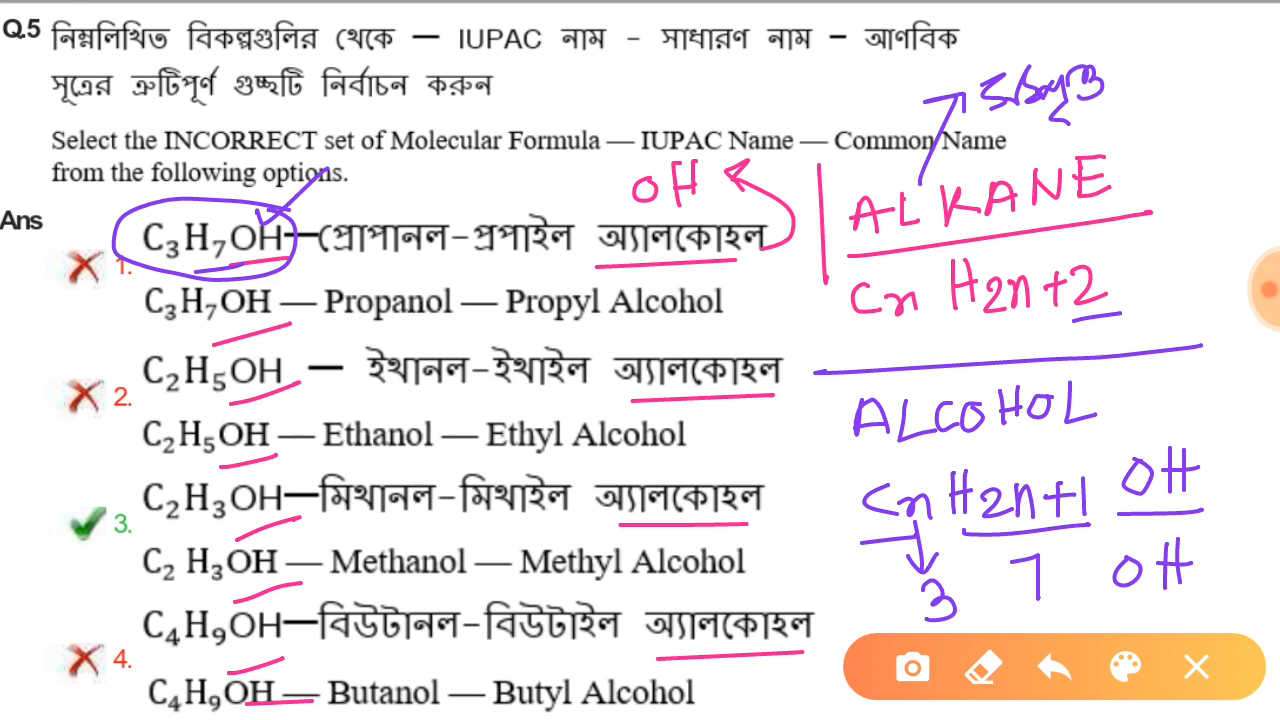 Q.5 নিম্নলিখিত বিকল্পগুলির থেকে — IUPAC নাম - সাধারণ নাম - আণবিক
সূত্রের ত্রুটিপূর্ণ গুচ্ছটি নির্বাচন করুন
Select the INCORRECT set of Molecular Formula — IUPAC Name — Common Name
from the following options.
Ans
1. C₃H₇OH—প্রোপানল-প্রপাইল অ্যালকোহল
C₃H₇OH — Propanol — Propyl Alcohol
2. C₂H₅OH — ইথানল-ইথাইল অ্যালকোহল
C₂H₅OH — Ethanol — Ethyl Alcohol
3. C₂H₃OH—মিথানল-মিথাইল অ্যালকোহল
C₂ H₃OH — Methanol — Methyl Alcohol
4. C₄H₉OH—বিউটানল-বিউটাইল অ্যালকোহল
C₄H₉OH — Butanol — Butyl Alcohol
OH
ALKANE
Cn H2n+2
ALCOHOL
Cn H2n+1 OH
3 7 OH